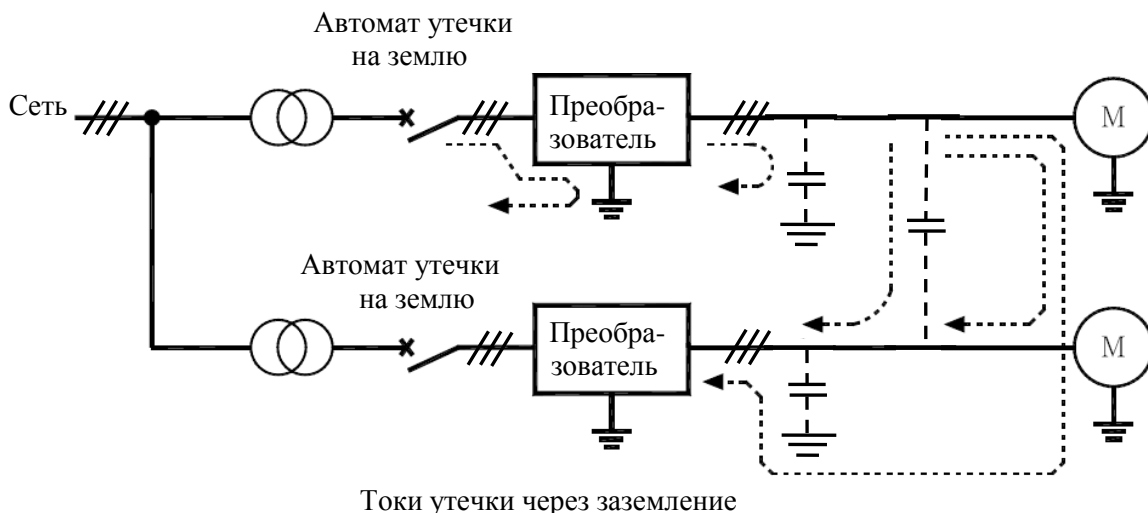 Автомат утечки
на землю
Сеть
Преобра-
зователь
М
Автомат утечки
на землю
Преобра-
зователь
М
Токи утечки через заземление